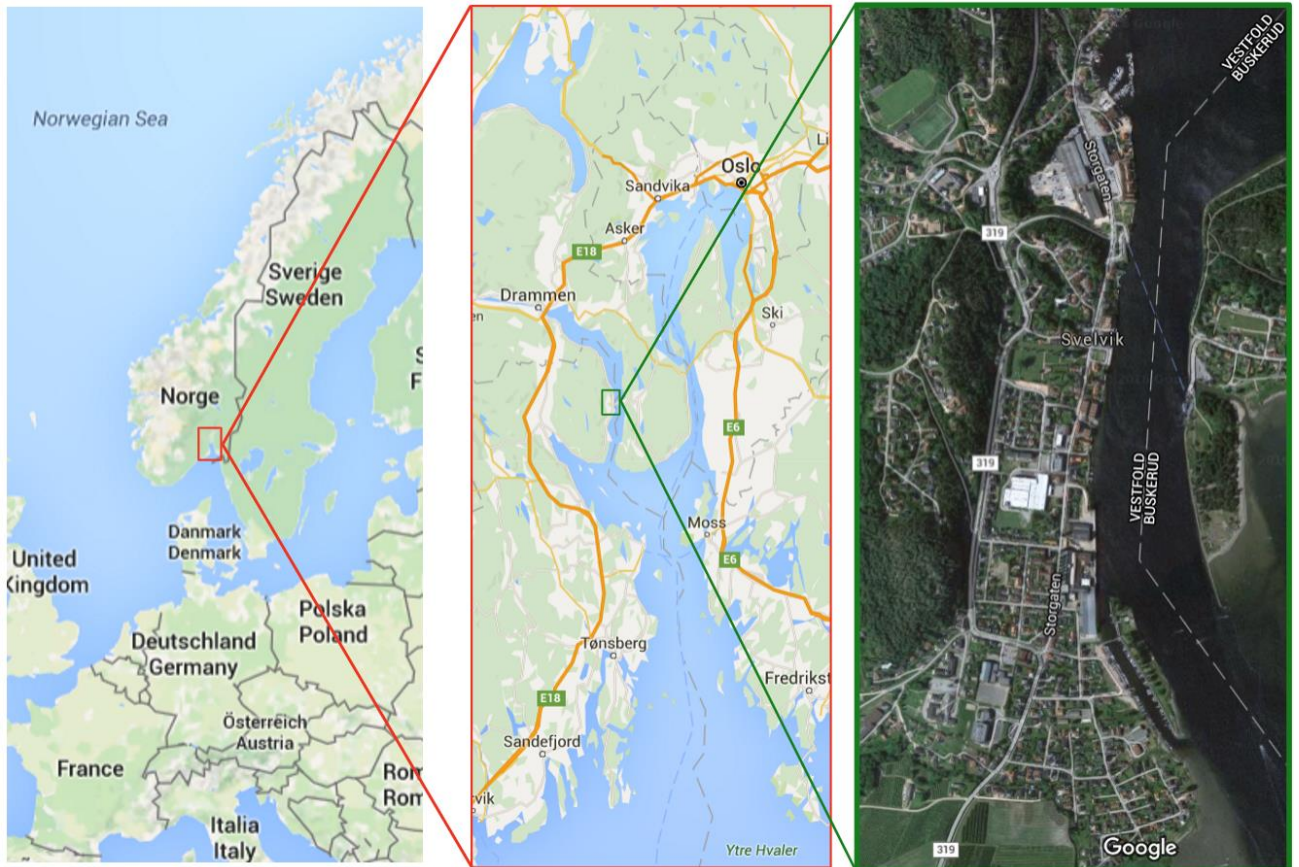 Norwegian Sea
Sverige
Sweden
Norge
Danmark
Denmark
United
Kingdom
Polska
Poland
Deutschland
Germany
Österreich
Austria
France
Italia
Italy
Oslo
Sandvika
Asker
E18
Drammen
Ski
E6
Moss
E6
Tønsberg
Fredrikst
E18
Sandefjord
Ytre Hvaler
VESTFOLD
BUSKERUD
Storgaten
319
Svelvik
319
VESTFOLD
BUSKERUD
Storgaten
319
Google